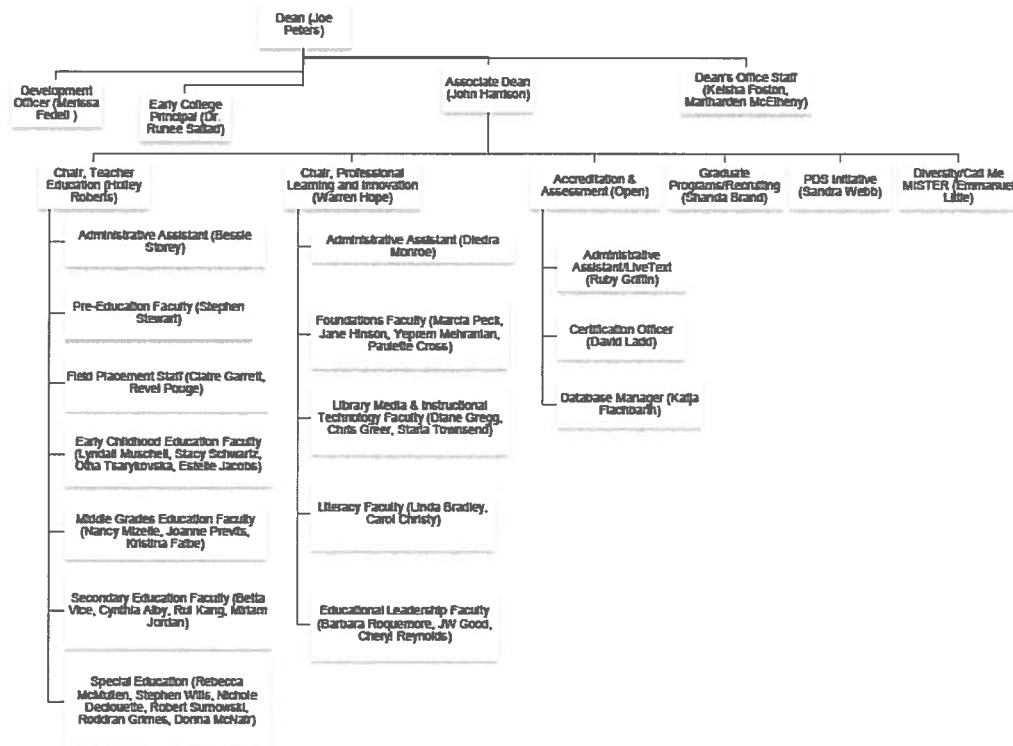 Dean (Joe
Peters)
Development
Officer (Merissa
Fedell )
Early College
Principal (Dr.
Runee Sallad)
Associate Dean
(John Harrison)
Dean's Office Staff
(Keisha Foston,
Martharden McElheny)
Chair, Teacher
Education (Holley
Roberts)
Chair, Professional
Learning and Innovation
(Warren Hope)
Accreditation &
Assessment (Open)
Graduate
Programs/Recruiting
(Shanda Brand)
PDS Initiative
(Sandra Webb)
Diversity/Call Me
MISTER (Emmanuel
Little)
Administrative Assistant (Bessie
Storey)
Pre-Education Faculty (Stephen
Stewart)
Field Placement Staff (Claire Garrett,
Revel Pouge)
Early Childhood Education Faculty
(Lyndall Muschell, Stacy Schwartz,
Tsarykovska, Estelle Jacobs)
Middle Grades Education Faculty
(Nancy Mizelle, Joanne Previts,
Kristina Falbe)
Secondary Education Faculty (Betta
Vice, Cynthia Alby, Rui Kang, Miriam
Jordan)
Special Education (Rebecca
McMullen, Stephen Wills, Nichole
Declouette, Robert Sumowski,
Roddran Grimes, Donna McNair)
Administrative Assistant (Diedra
Monroe)
Foundations Faculty (Marcia Peck,
Jane Hinson, Yeprem Mehranian,
Paulette Cross)
Library Media & Instructional
Technology Faculty (Diane Gregg,
Chris Greer, Starla Townsend)
Literacy Faculty (Linda Bradley,
Carol Christy)
Educational Leadership Faculty
(Barbara Roquemore, JW Good,
Cheryl Reynolds)
Administrative
Assistant/LiveText
(Ruby Griffin)
Certification Officer
(David Ladd)
Database Manager (Katja
Flachbarth)